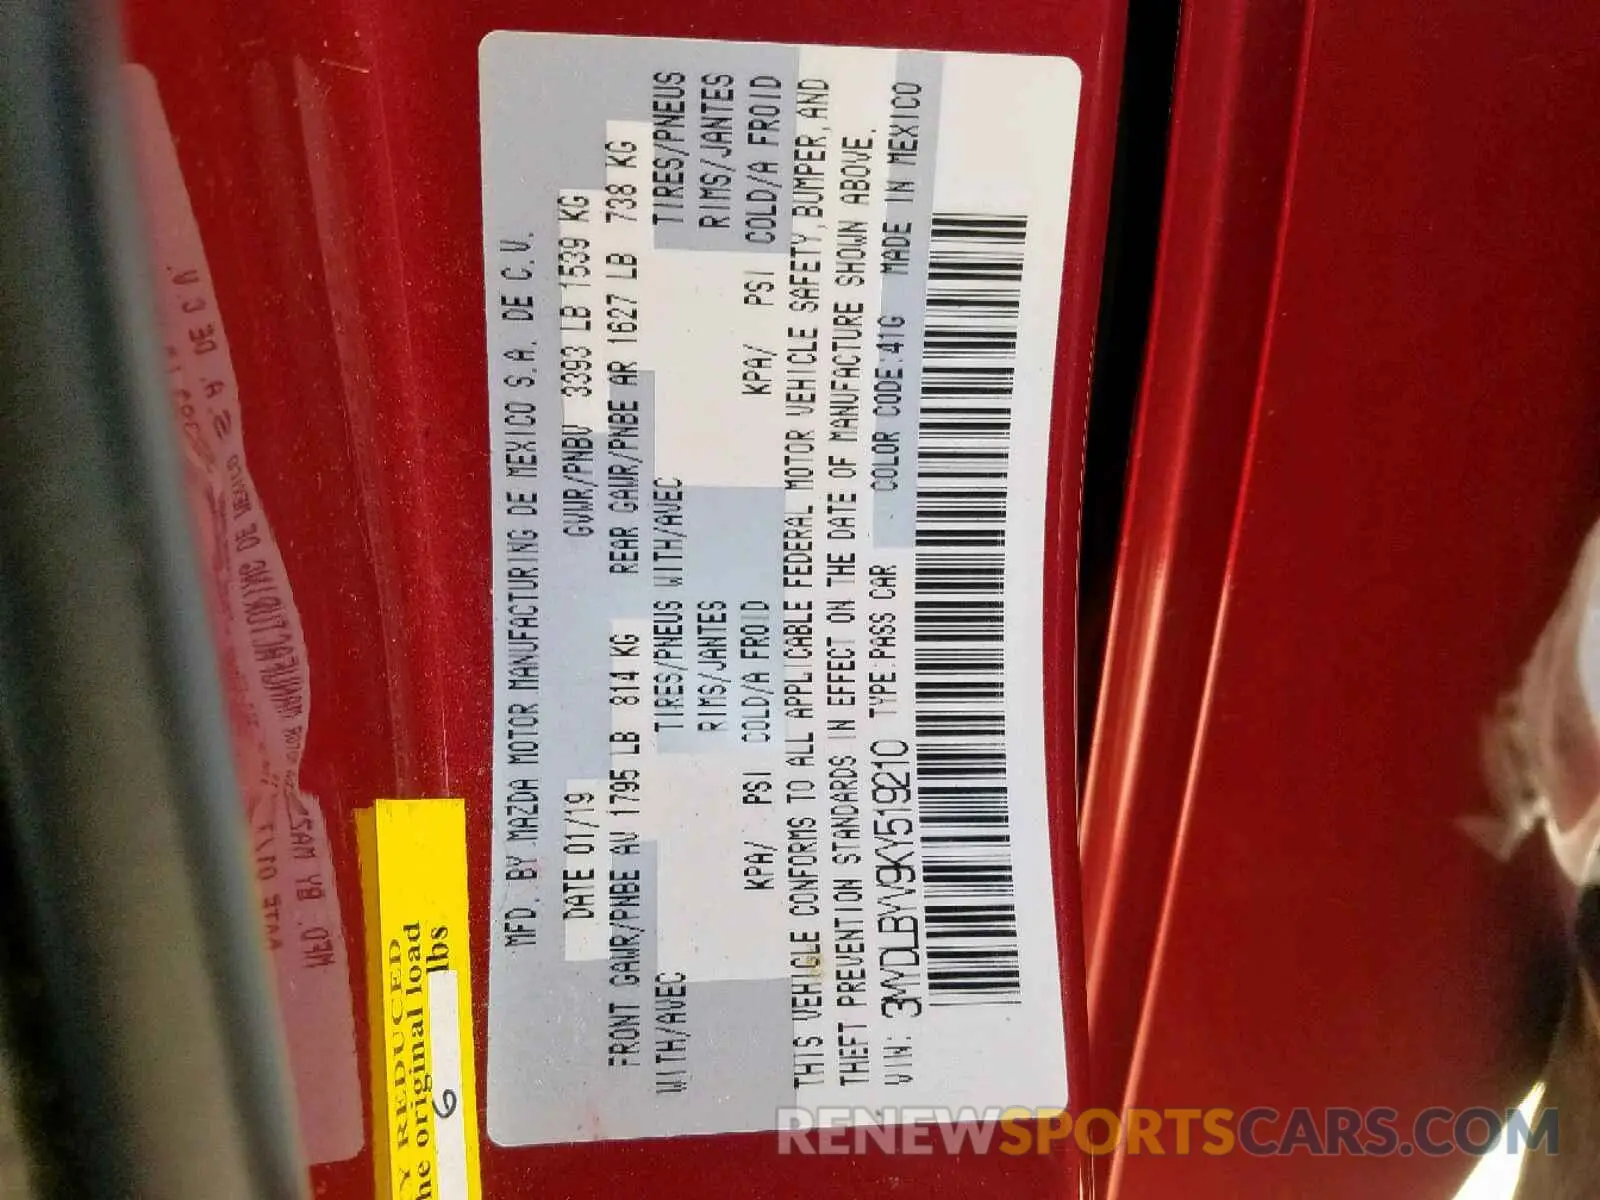 MFD. BY MAZDA MOTOR MANUFACTURING DE MEXICO S.A. DE C.V.
DATE 01/19 GVWR/PNBV 3393 LB 1539 KG
FRONT GAWR/PNBE AV 1795 LB 814 KG REAR GAWR/PNBE AR 1627 LB 738 KG
WITH/AVEC TIRES/PNEUS WITH/AVEC TIRES/PNEUS
RIMS/JANTES RIMS/JANTES
KPA/ PSI COLD/A FROID KPA/ PSI COLD/A FROID
THIS VEHICLE CONFORMS TO ALL APPLICABLE FEDERAL MOTOR VEHICLE SAFETY, BUMPER, AND
THEFT PREVENTION STANDARDS IN EFFECT ON THE DATE OF MANUFACTURE SHOWN ABOVE.
VIN: 3MYDLBYV9KY519210 TYPE:PASS CAR COLOR CODE:41G MADE IN MEXICO
Y REDUCED
he original load
6 lbs
RENEWSPORTSCARS.COM